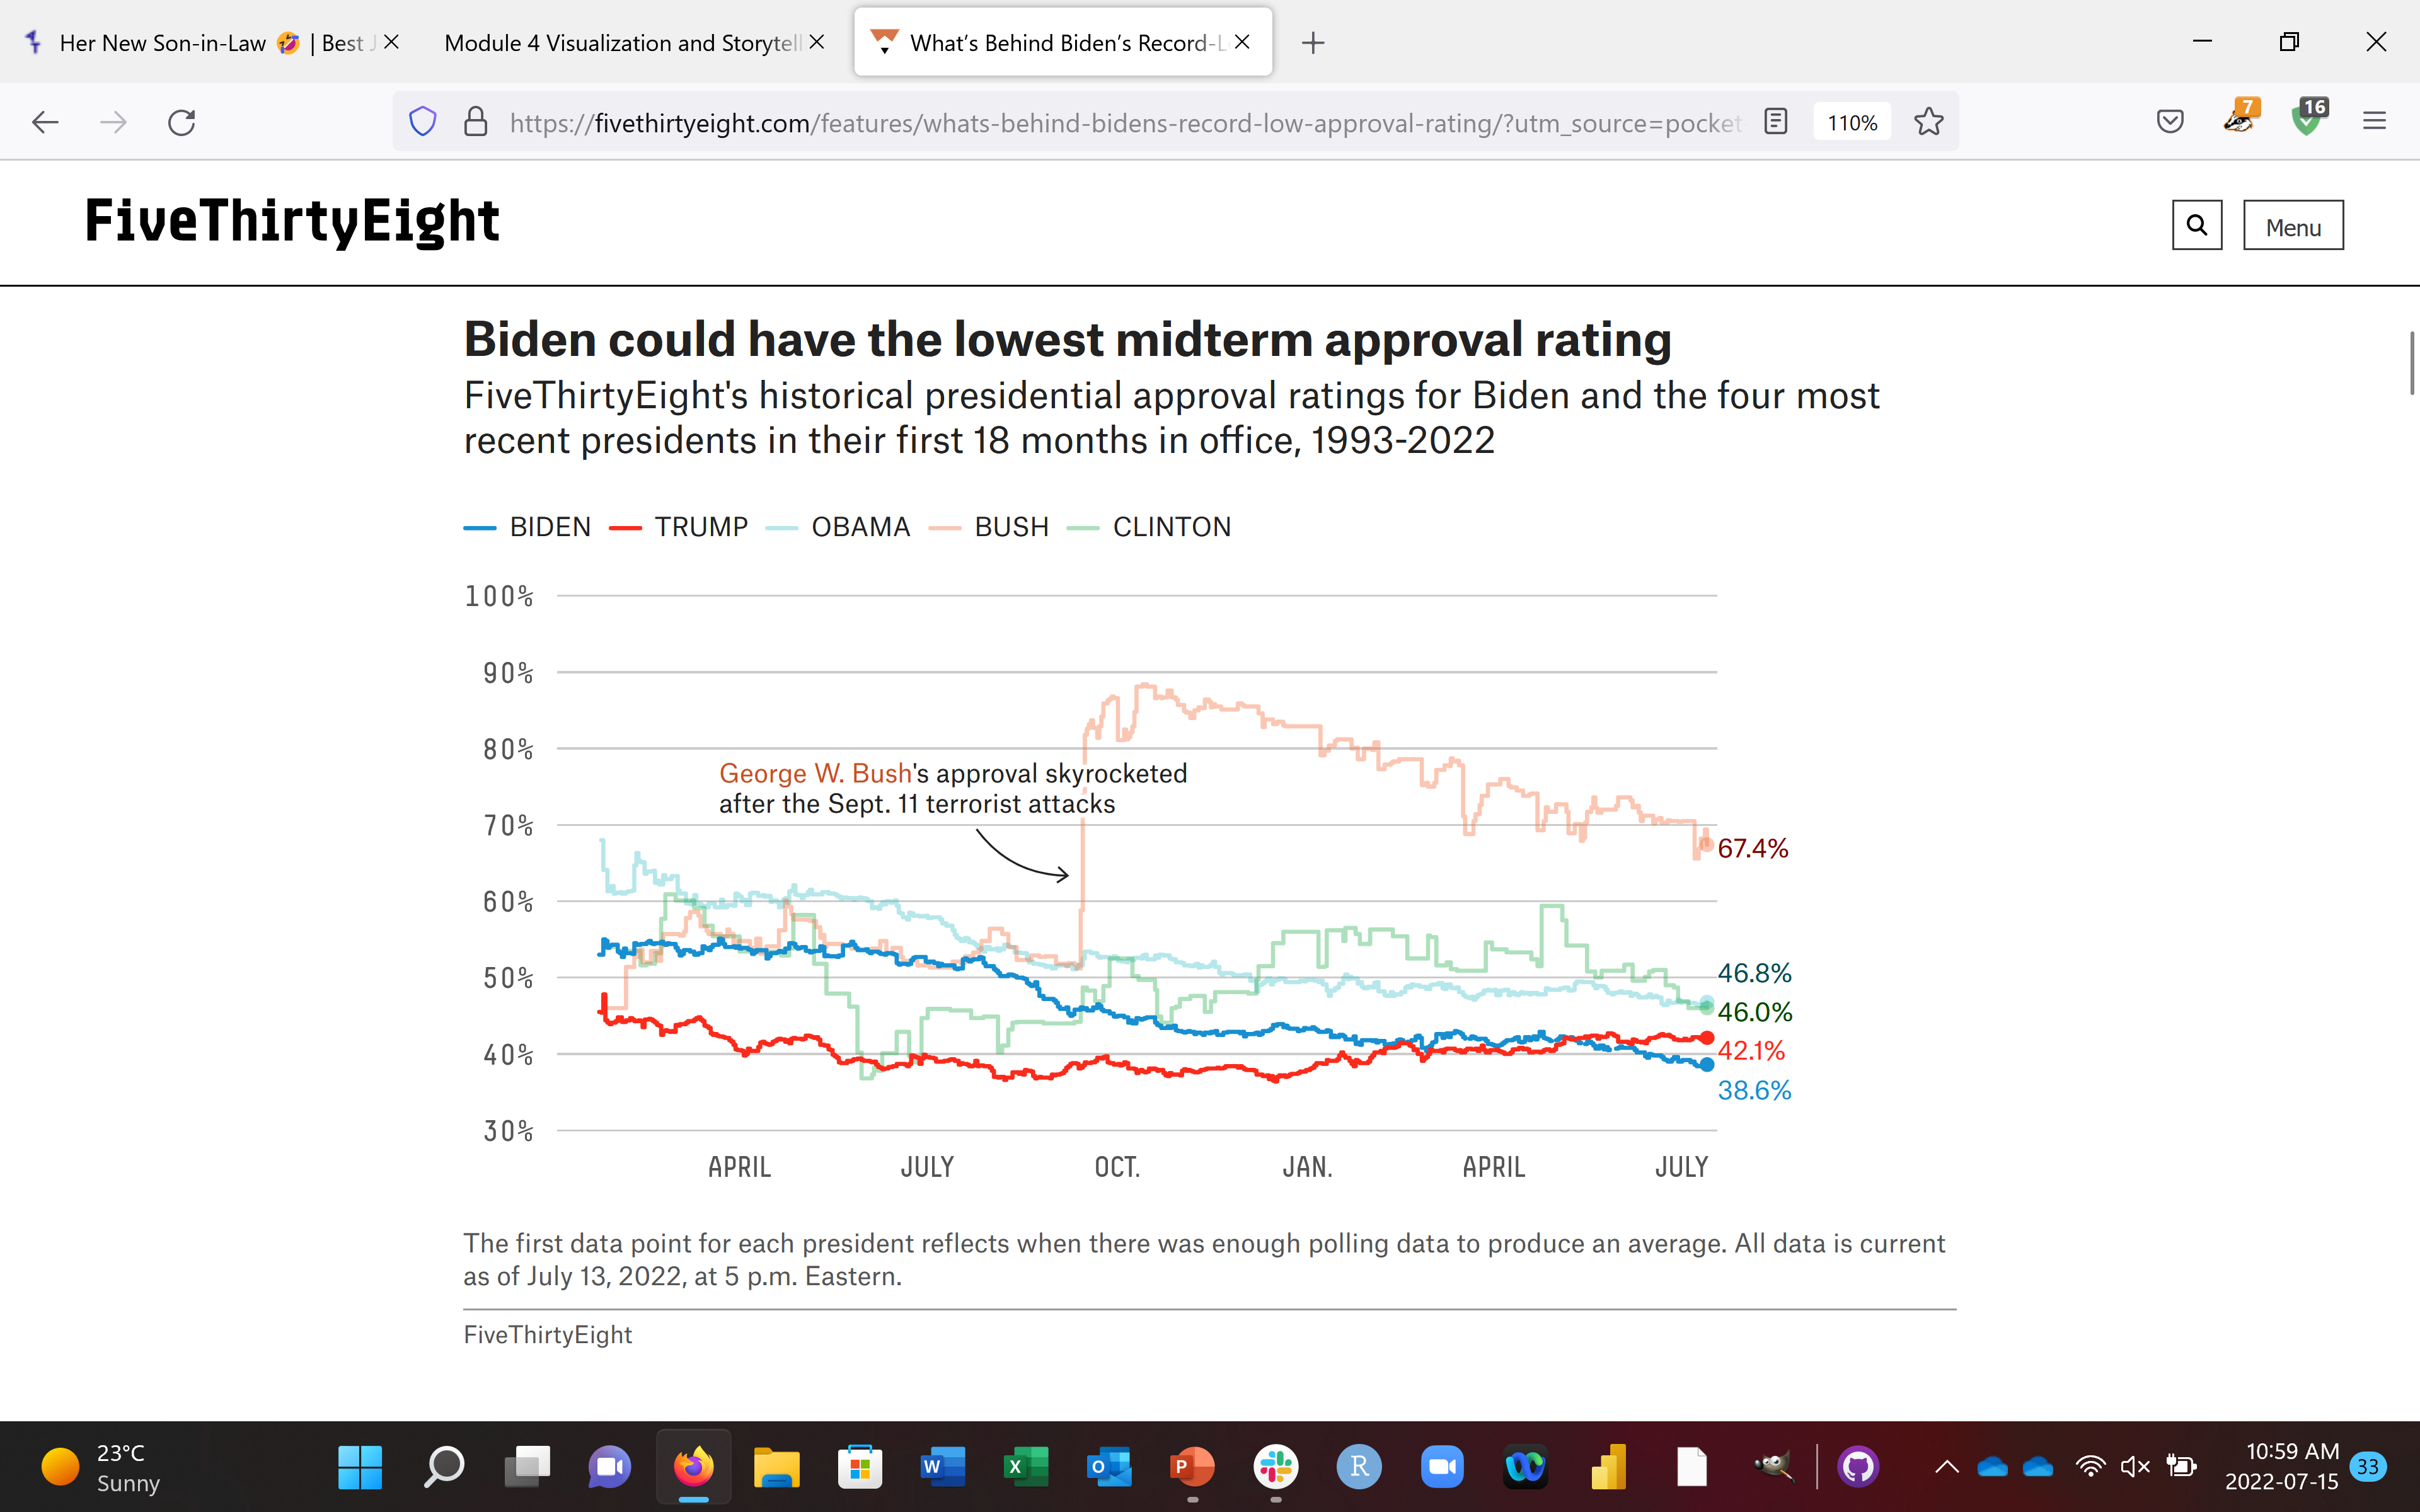 Her New Son-in-Law 🤣 | Best J
Module 4 Visualization and Storytell
What's Behind Biden's Record-L
https://fivethirtyeight.com/features/whats-behind-bidens-record-low-approval-rating/?utm_source=pocket-
110%
7
16
FiveThirtyEight
Menu
Biden could have the lowest midterm approval rating
FiveThirtyEight's historical presidential approval ratings for Biden and the four most
recent presidents in their first 18 months in office, 1993-2022
BIDEN TRUMP OBAMA BUSH CLINTON
100%
90%
80%
George W. Bush's approval skyrocketed
after the Sept. 11 terrorist attacks
70%
67.4%
60%
50%
46.8%
46.0%
40%
42.1%
38.6%
30%
APRIL JULY OCT. JAN. APRIL JULY
The first data point for each president reflects when there was enough polling data to produce an average. All data is current
as of July 13, 2022, at 5 p.m. Eastern.
FiveThirtyEight
23°C
Sunny
W
X
O
P
R
10:59 AM
2022-07-15
33